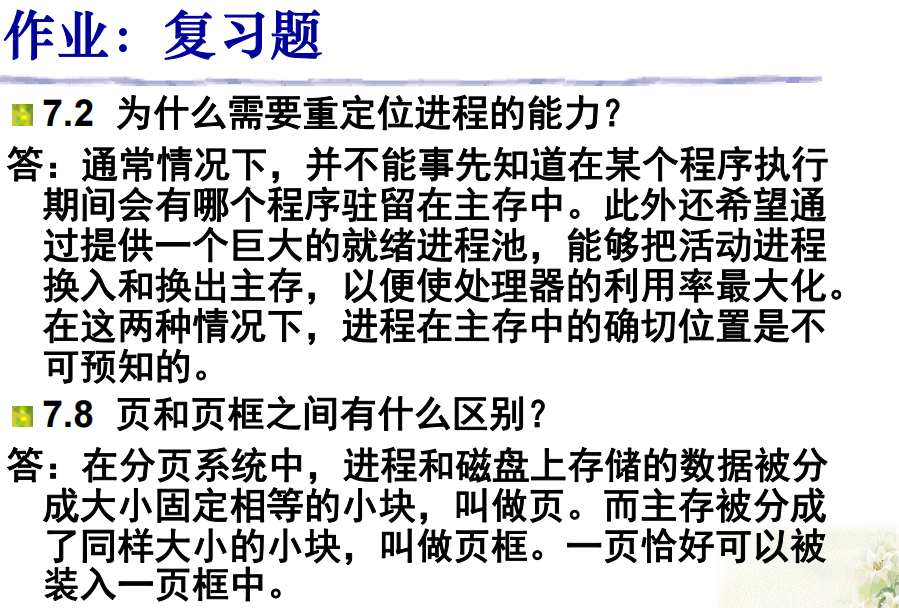 作业：复习题
7.2 为什么需要重定位进程的能力？
答：通常情况下，并不能事先知道在某个程序执行
期间会有哪个程序驻留在主存中。此外还希望通
过提供一个巨大的就绪进程池，能够把活动进程
换入和换出主存，以便使处理器的利用率最大化。
在这两种情况下，进程在主存中的确切位置是不
可预知的。
7.8 页和页框之间有什么区别？
答：在分页系统中，进程和磁盘上存储的数据被分
成大小固定相等的小块，叫做页。而主存被分成
了同样大小的小块，叫做页框。一页恰好可以被
装入一页框中。